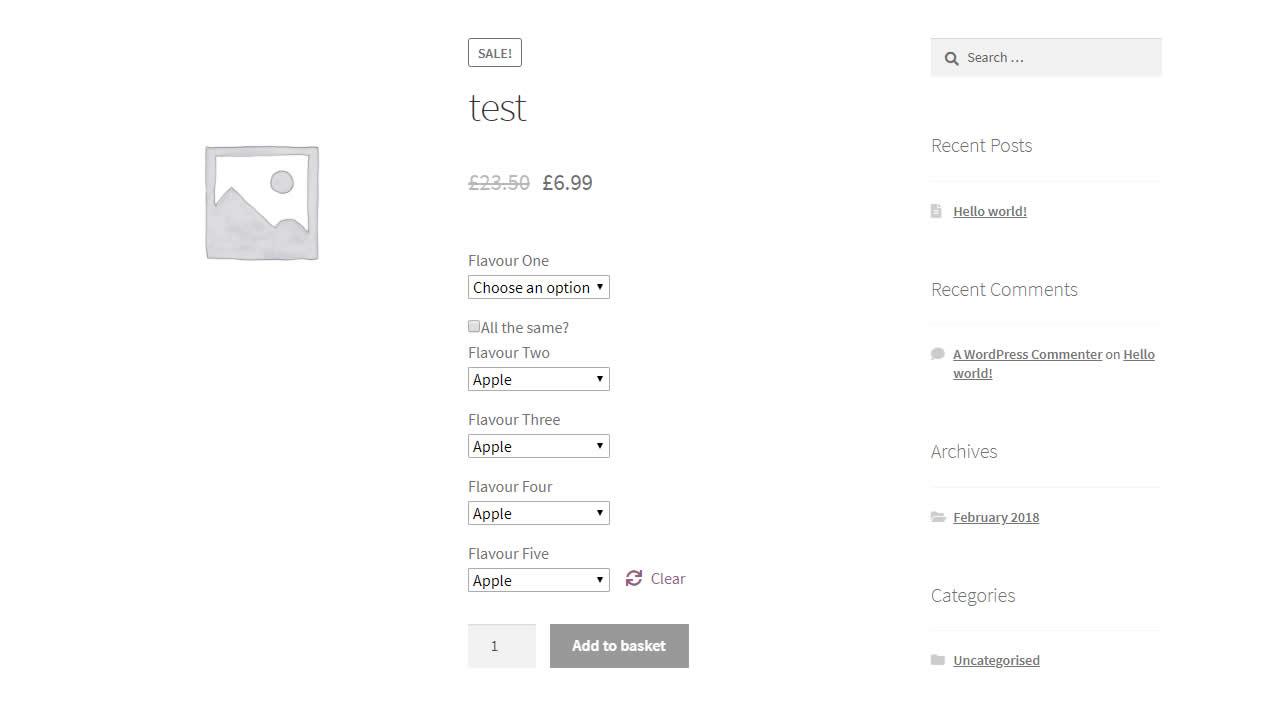 SALE!
test
£23.50 £6.99
Flavour One
Choose an option
All the same?
Flavour Two
Apple
Flavour Three
Apple
Flavour Four
Apple
Flavour Five
Apple
Clear
1
Add to basket
Search …
Recent Posts
Hello world!
Recent Comments
A WordPress Commenter on Hello
world!
Archives
February 2018
Categories
Uncategorised